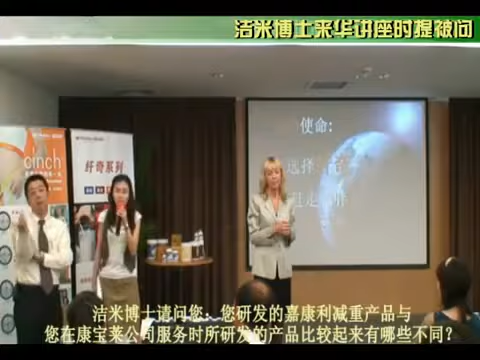 洁米博士来华讲座时提被问
使命:
选择
cinch
纤奇系列
洁米博士请问您：您研发的嘉康利减重产品与
您在康宝莱公司服务时所研发的产品比较起来有哪些不同？